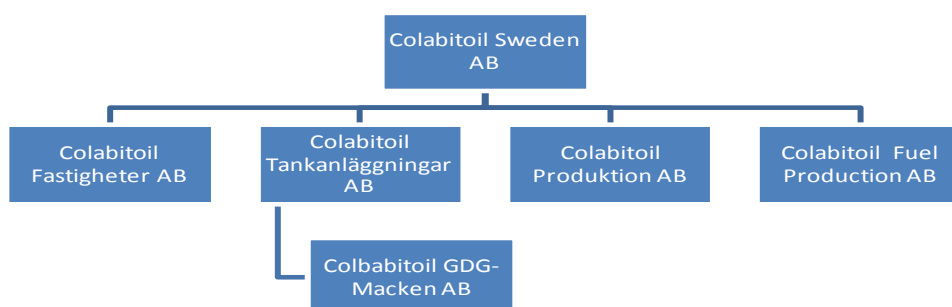 Colabitoil Sweden
AB
Colabitoil
Fastigheter AB
Colabitoil
Tankanläggningar
AB
Colabitoil
Produktion AB
Colabitoil Fuel
Production AB
Colbabitoil GDG-
Macken AB